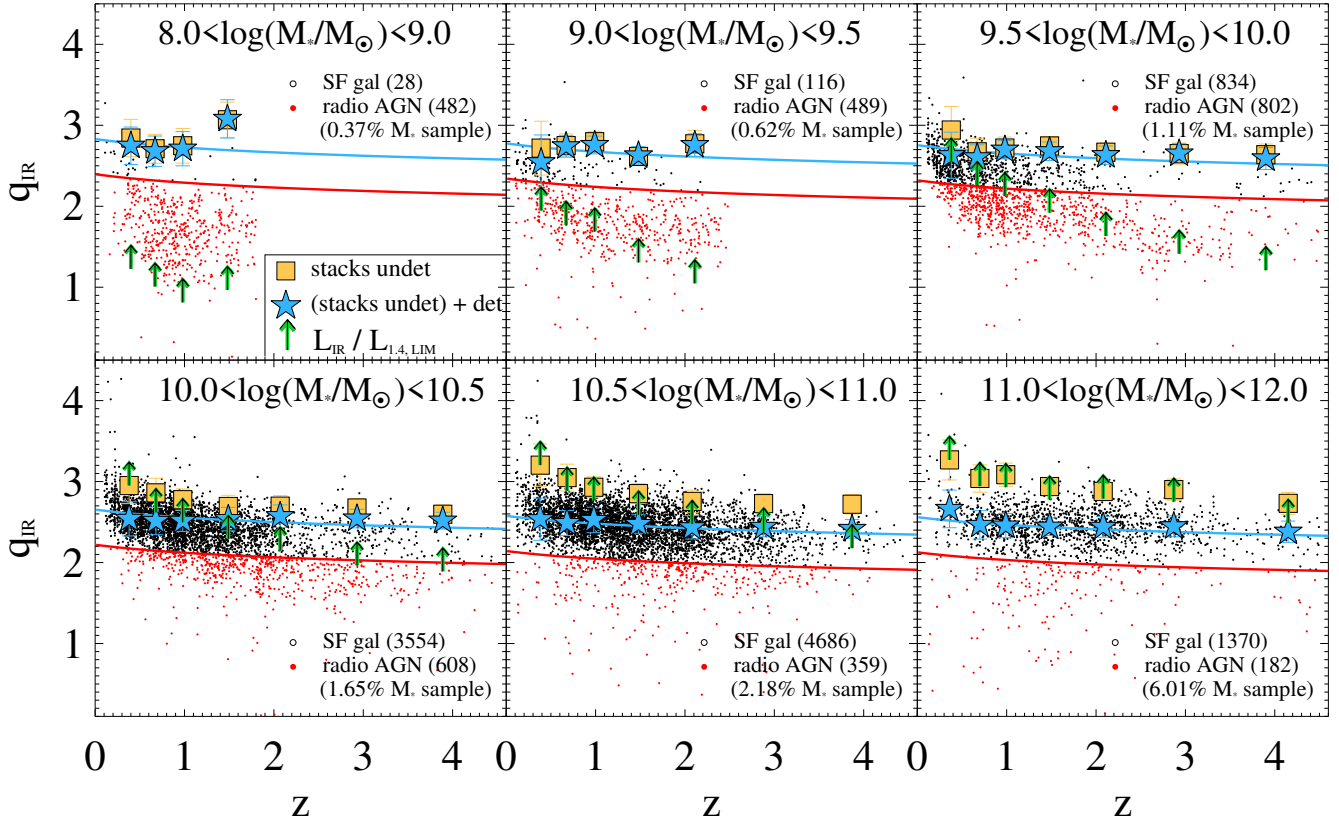 8.0<log(M*/M⊙)<9.0
SF gal (28)
radio AGN (482)
(0.37% M* sample)
stacks undet
(stacks undet) + det
L_IR / L_1.4, LIM
9.0<log(M*/M⊙)<9.5
SF gal (116)
radio AGN (489)
(0.62% M* sample)
9.5<log(M*/M⊙)<10.0
SF gal (834)
radio AGN (802)
(1.11% M* sample)
q_IR
4
3
2
1
10.0<log(M*/M⊙)<10.5
SF gal (3554)
radio AGN (608)
(1.65% M* sample)
10.5<log(M*/M⊙)<11.0
SF gal (4686)
radio AGN (359)
(2.18% M* sample)
11.0<log(M*/M⊙)<12.0
SF gal (1370)
radio AGN (182)
(6.01% M* sample)
q_IR
4
3
2
1
0 1 2 3 4 0 1 2 3 4 0 1 2 3 4
z z z